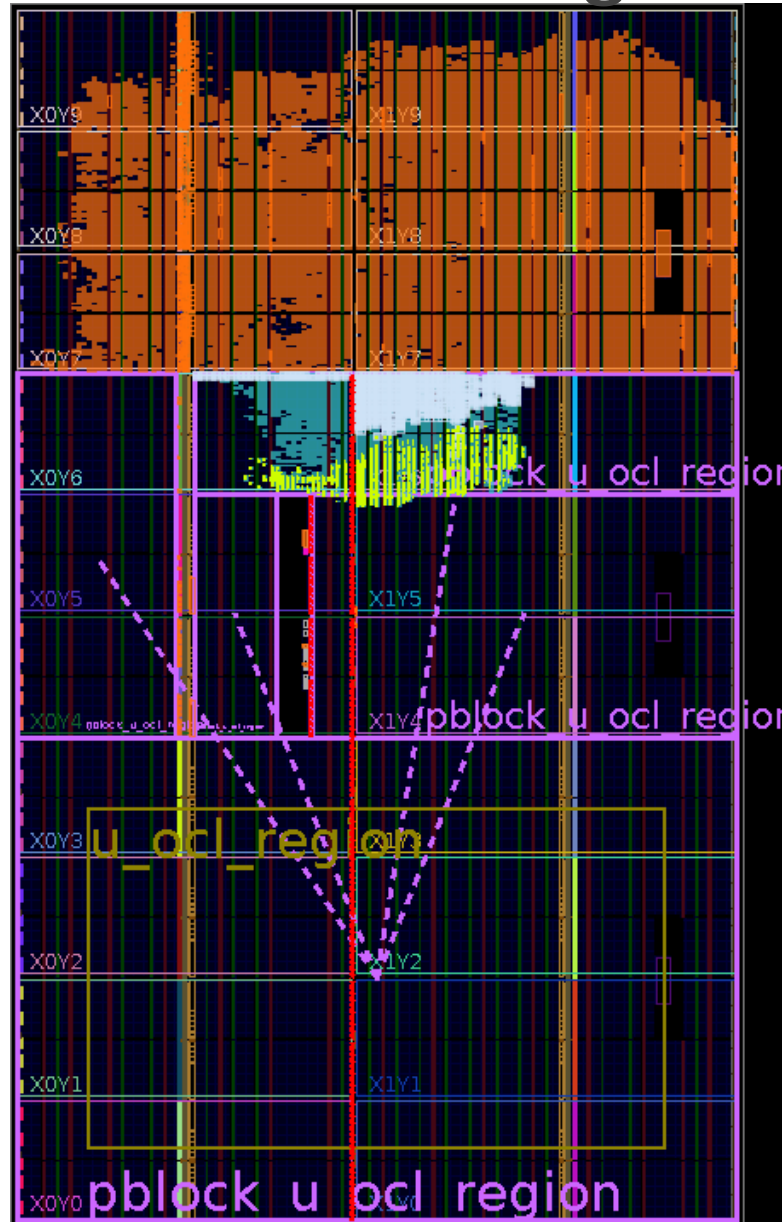 X0Y9 X1Y9
X0Y8 X1Y8
X0Y7 X1Y7
X0Y6 pblock_u_ocl_region
X0Y5 X1Y5
X0Y4 X1Y4 pblock_u_ocl_region
u_ocl_region
X0Y3
X0Y2 X1Y2
X0Y1 X1Y1
X0Y0 pblock_u_ocl_region